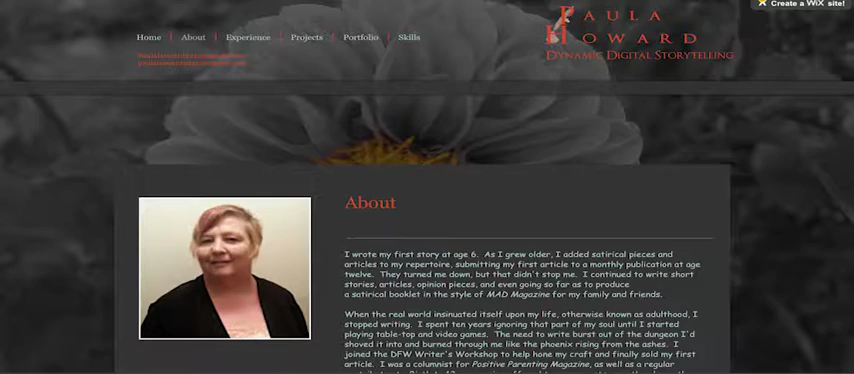 Create a WiX site!
Home | About | Experience | Projects | Portfolio | Skills
Paula
Howard
Dynamic Digital Storytelling
About
I wrote my first story at age 6. As I grew older, I added satirical pieces and
articles to my repertoire, submitting my first article to a monthly publication at age
twelve. They turned me down, but that didn't stop me. I continued to write short
stories, articles, opinion pieces, and even going so far as to produce
a satirical booklet in the style of MAD Magazine for my family and friends.
When the real world insinuated itself upon my life, otherwise known as adulthood, I
stopped writing. I spent ten years ignoring that part of my soul until I started
playing table-top and video games. The need to write burst out of the dungeon I'd
shoved it into and burned through me like the phoenix rising from the ashes. I
joined the DFW Writer's Workshop to help hone my craft and finally sold my first
article. I was a columnist for Positive Parenting Magazine, as well as a regular